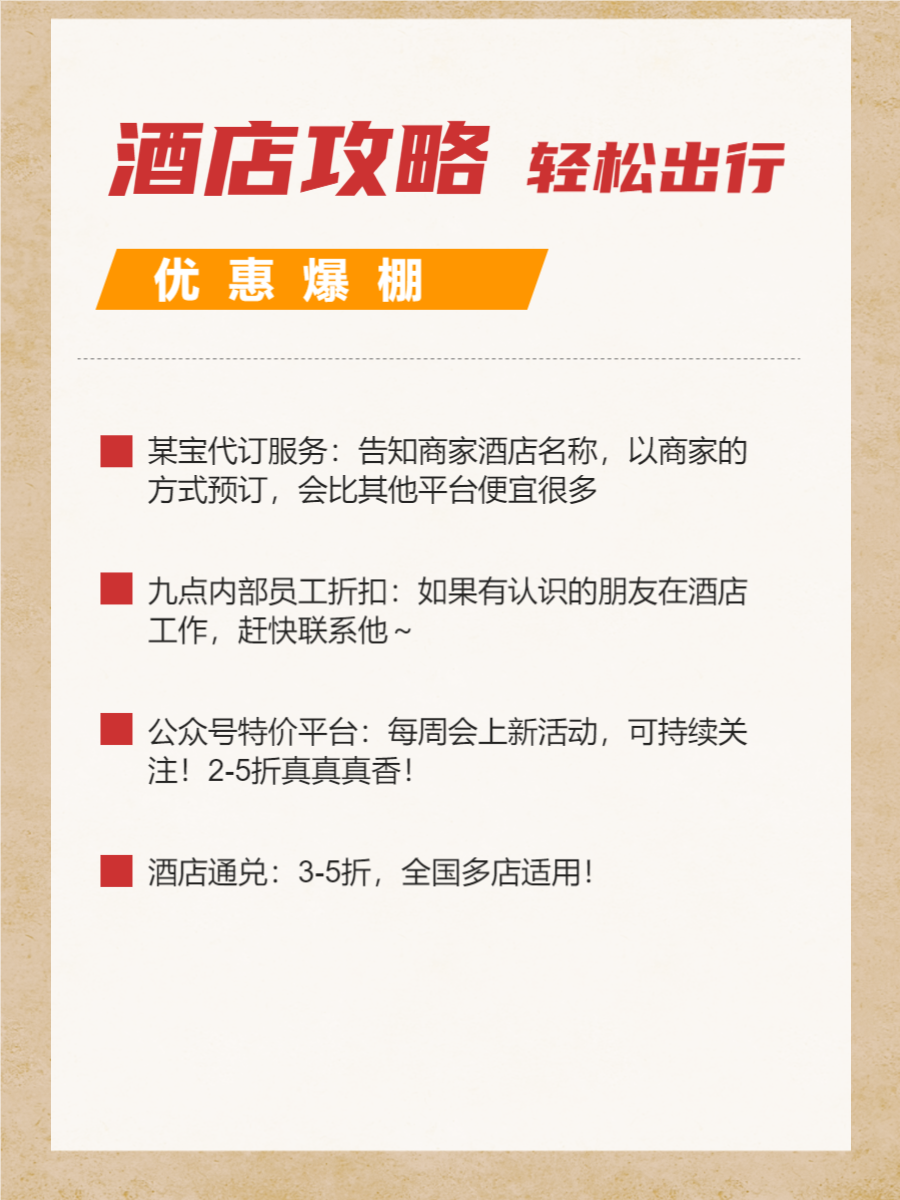 酒店攻略 轻松出行
优惠爆棚
某宝代订服务：告知商家酒店名称，以商家的
方式预订，会比其他平台便宜很多
九点内部员工折扣：如果有认识的朋友在酒店
工作，赶快联系他～
公众号特价平台：每周会上新活动，可持续关
注！2-5折真真真香！
酒店通兑：3-5折，全国多店适用！